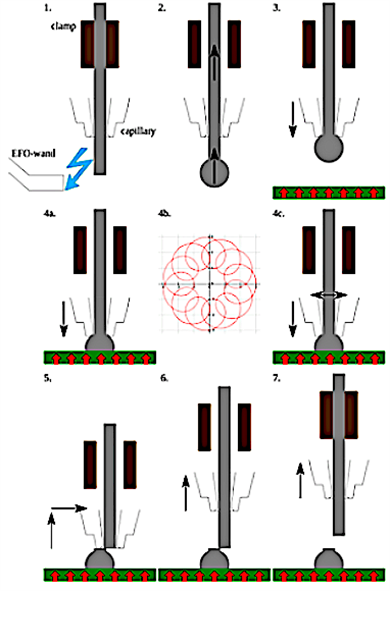 1.
2.
3.
clamp
capillary
EFO-wand
4a.
4b.
4c.
5.
6.
7.